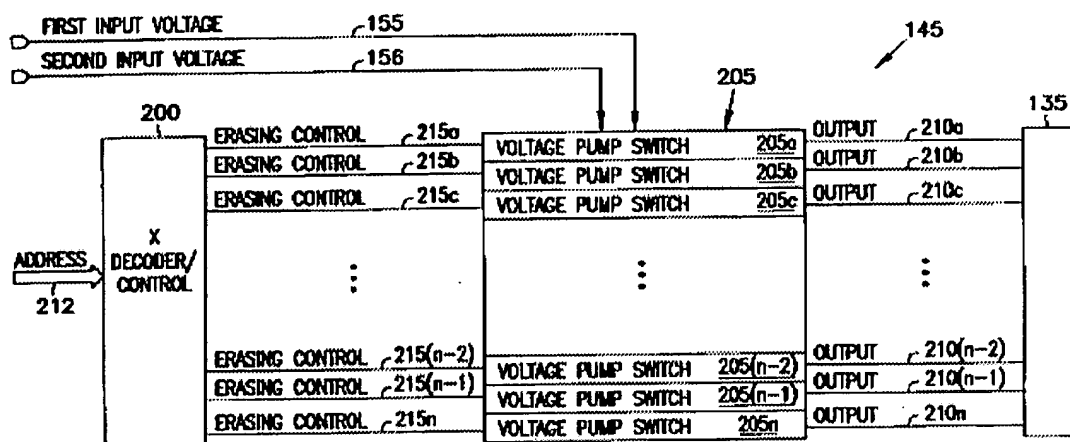 FIRST INPUT VOLTAGE 155
145
SECOND INPUT VOLTAGE 156
200
205
135
ERASING CONTROL 215a
VOLTAGE PUMP SWITCH 205a
OUTPUT 210a
ERASING CONTROL 215b
VOLTAGE PUMP SWITCH 205b
OUTPUT 210b
ERASING CONTROL 215c
VOLTAGE PUMP SWITCH 205c
OUTPUT 210c
ADDRESS
212
X
DECODER/
CONTROL
ERASING CONTROL 215(n-2)
VOLTAGE PUMP SWITCH 205(n-2)
OUTPUT 210(n-2)
ERASING CONTROL 215(n-1)
VOLTAGE PUMP SWITCH 205(n-1)
OUTPUT 210(n-1)
ERASING CONTROL 215n
VOLTAGE PUMP SWITCH 205n
OUTPUT 210n